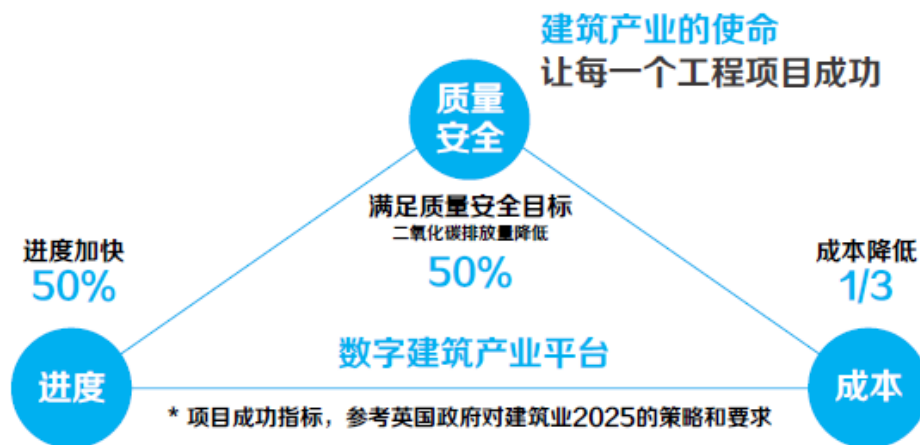 建筑产业的使命
让每一个工程项目成功
质量
安全
满足质量安全目标
二氧化碳排放量降低
50%
进度加快
50%
成本降低
1/3
数字建筑产业平台
进度
成本
* 项目成功指标，参考英国政府对建筑业2025的策略和要求